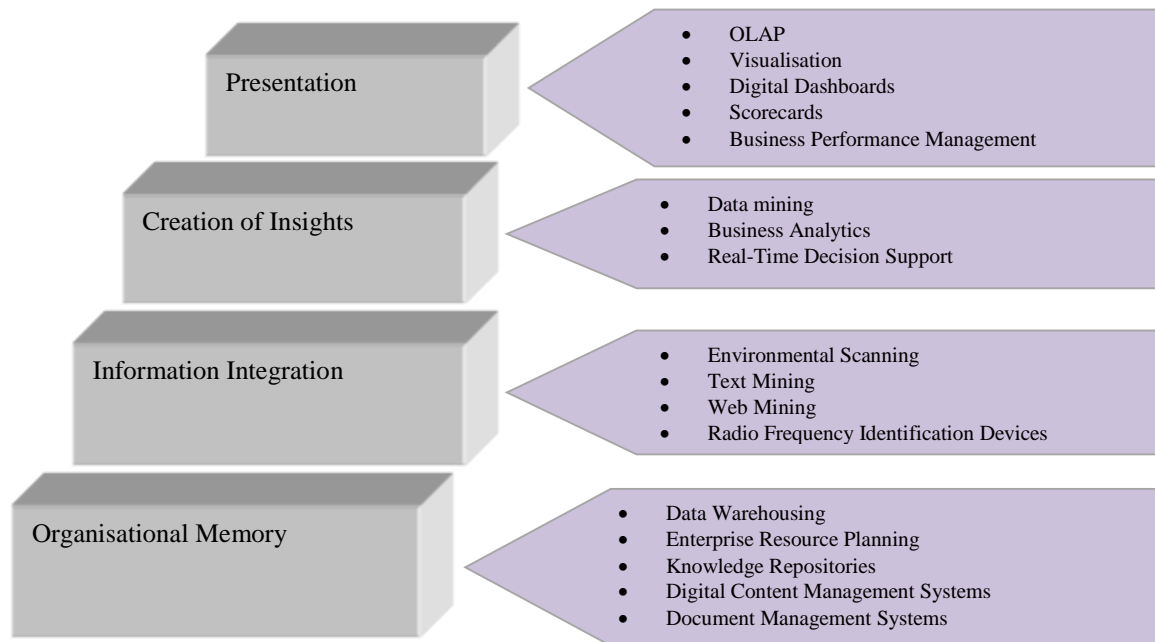 Presentation
• OLAP
• Visualisation
• Digital Dashboards
• Scorecards
• Business Performance Management
Creation of Insights
• Data mining
• Business Analytics
• Real-Time Decision Support
Information Integration
• Environmental Scanning
• Text Mining
• Web Mining
• Radio Frequency Identification Devices
Organisational Memory
• Data Warehousing
• Enterprise Resource Planning
• Knowledge Repositories
• Digital Content Management Systems
• Document Management Systems